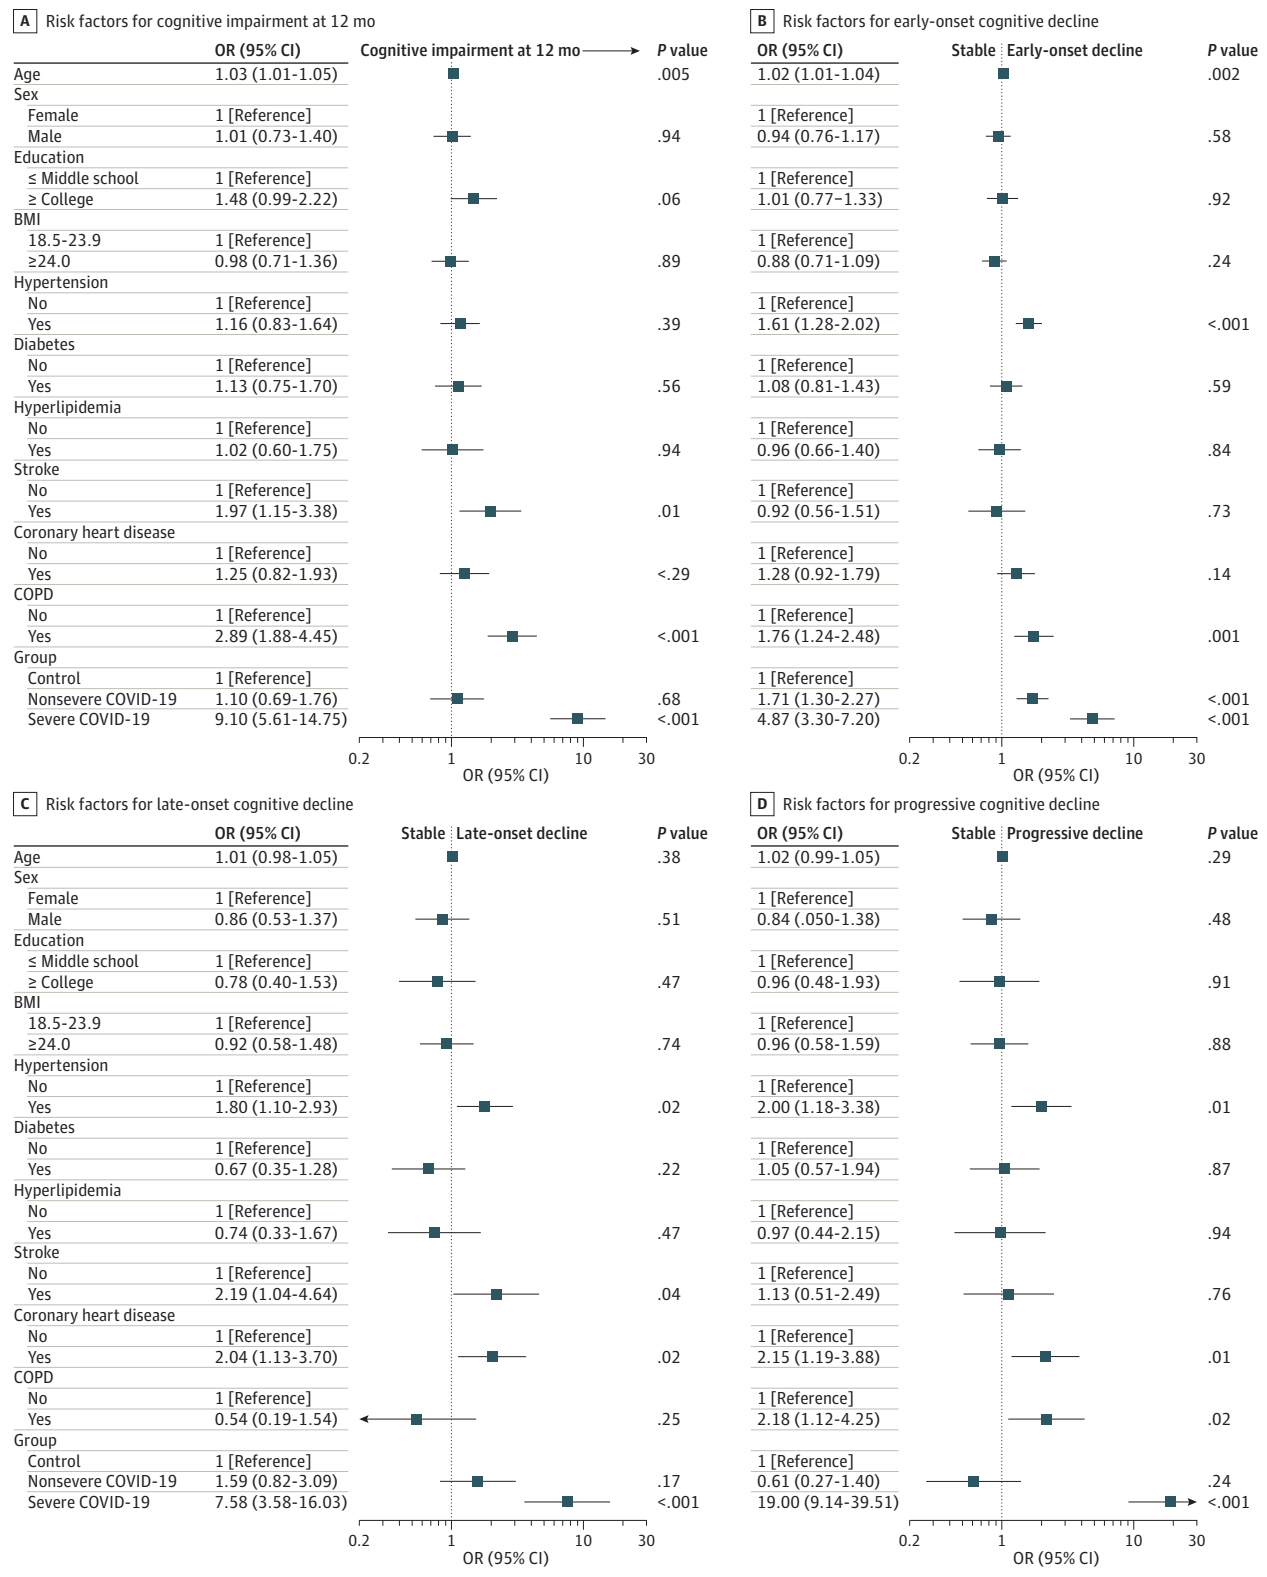 A Risk factors for cognitive impairment at 12 mo
OR (95% CI) Cognitive impairment at 12 mo P value
Age 1.03 (1.01-1.05) .005
Sex
Female 1 [Reference]
Male 1.01 (0.73-1.40) .94
Education
≤ Middle school 1 [Reference]
≥ College 1.48 (0.99-2.22) .06
BMI
18.5-23.9 1 [Reference]
≥24.0 0.98 (0.71-1.36) .89
Hypertension
No 1 [Reference]
Yes 1.16 (0.83-1.64) .39
Diabetes
No 1 [Reference]
Yes 1.13 (0.75-1.70) .56
Hyperlipidemia
No 1 [Reference]
Yes 1.02 (0.60-1.75) .94
Stroke
No 1 [Reference]
Yes 1.97 (1.15-3.38) .01
Coronary heart disease
No 1 [Reference]
Yes 1.25 (0.82-1.93) <.29
COPD
No 1 [Reference]
Yes 2.89 (1.88-4.45) <.001
Group
Control 1 [Reference]
Nonsevere COVID-19 1.10 (0.69-1.76) .68
Severe COVID-19 9.10 (5.61-14.75) <.001
0.2 1 10 30
OR (95% CI)
B Risk factors for early-onset cognitive decline
OR (95% CI) Stable Early-onset decline P value
1.02 (1.01-1.04) .002
1 [Reference]
0.94 (0.76-1.17) .58
1 [Reference]
1.01 (0.77–1.33) .92
1 [Reference]
0.88 (0.71-1.09) .24
1 [Reference]
1.61 (1.28-2.02) <.001
1 [Reference]
1.08 (0.81-1.43) .59
1 [Reference]
0.96 (0.66-1.40) .84
1 [Reference]
0.92 (0.56-1.51) .73
1 [Reference]
1.28 (0.92-1.79) .14
1 [Reference]
1.76 (1.24-2.48) .001
1 [Reference]
1.71 (1.30-2.27) <.001
4.87 (3.30-7.20) <.001
0.2 1 10 30
OR (95% CI)
C Risk factors for late-onset cognitive decline
OR (95% CI) Stable Late-onset decline P value
Age 1.01 (0.98-1.05) .38
Sex
Female 1 [Reference]
Male 0.86 (0.53-1.37) .51
Education
≤ Middle school 1 [Reference]
≥ College 0.78 (0.40-1.53) .47
BMI
18.5-23.9 1 [Reference]
≥24.0 0.92 (0.58-1.48) .74
Hypertension
No 1 [Reference]
Yes 1.80 (1.10-2.93) .02
Diabetes
No 1 [Reference]
Yes 0.67 (0.35-1.28) .22
Hyperlipidemia
No 1 [Reference]
Yes 0.74 (0.33-1.67) .47
Stroke
No 1 [Reference]
Yes 2.19 (1.04-4.64) .04
Coronary heart disease
No 1 [Reference]
Yes 2.04 (1.13-3.70) .02
COPD
No 1 [Reference]
Yes 0.54 (0.19-1.54) .25
Group
Control 1 [Reference]
Nonsevere COVID-19 1.59 (0.82-3.09) .17
Severe COVID-19 7.58 (3.58-16.03) <.001
0.2 1 10 30
OR (95% CI)
D Risk factors for progressive cognitive decline
OR (95% CI) Stable Progressive decline P value
1.02 (0.99-1.05) .29
1 [Reference]
0.84 (.050-1.38) .48
1 [Reference]
0.96 (0.48-1.93) .91
1 [Reference]
0.96 (0.58-1.59) .88
1 [Reference]
2.00 (1.18-3.38) .01
1 [Reference]
1.05 (0.57-1.94) .87
1 [Reference]
0.97 (0.44-2.15) .94
1 [Reference]
1.13 (0.51-2.49) .76
1 [Reference]
2.15 (1.19-3.88) .01
1 [Reference]
2.18 (1.12-4.25) .02
1 [Reference]
0.61 (0.27-1.40) .24
19.00 (9.14-39.51) <.001
0.2 1 10 30
OR (95% CI)